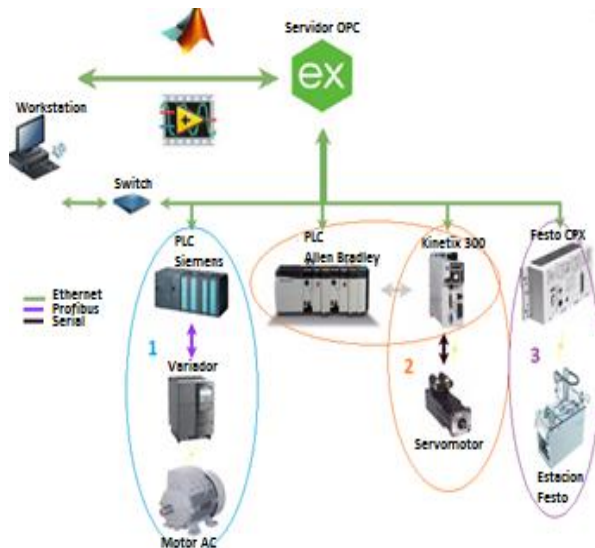 Servidor OPC
ex
Workstation
Switch
PLC
Siemens
PLC
Allen Bradley
Kinetix 300
Festo CPX
Ethernet
Profibus
Serial
1
Variador
2
3
Servomotor
Estacion
Festo
Motor AC